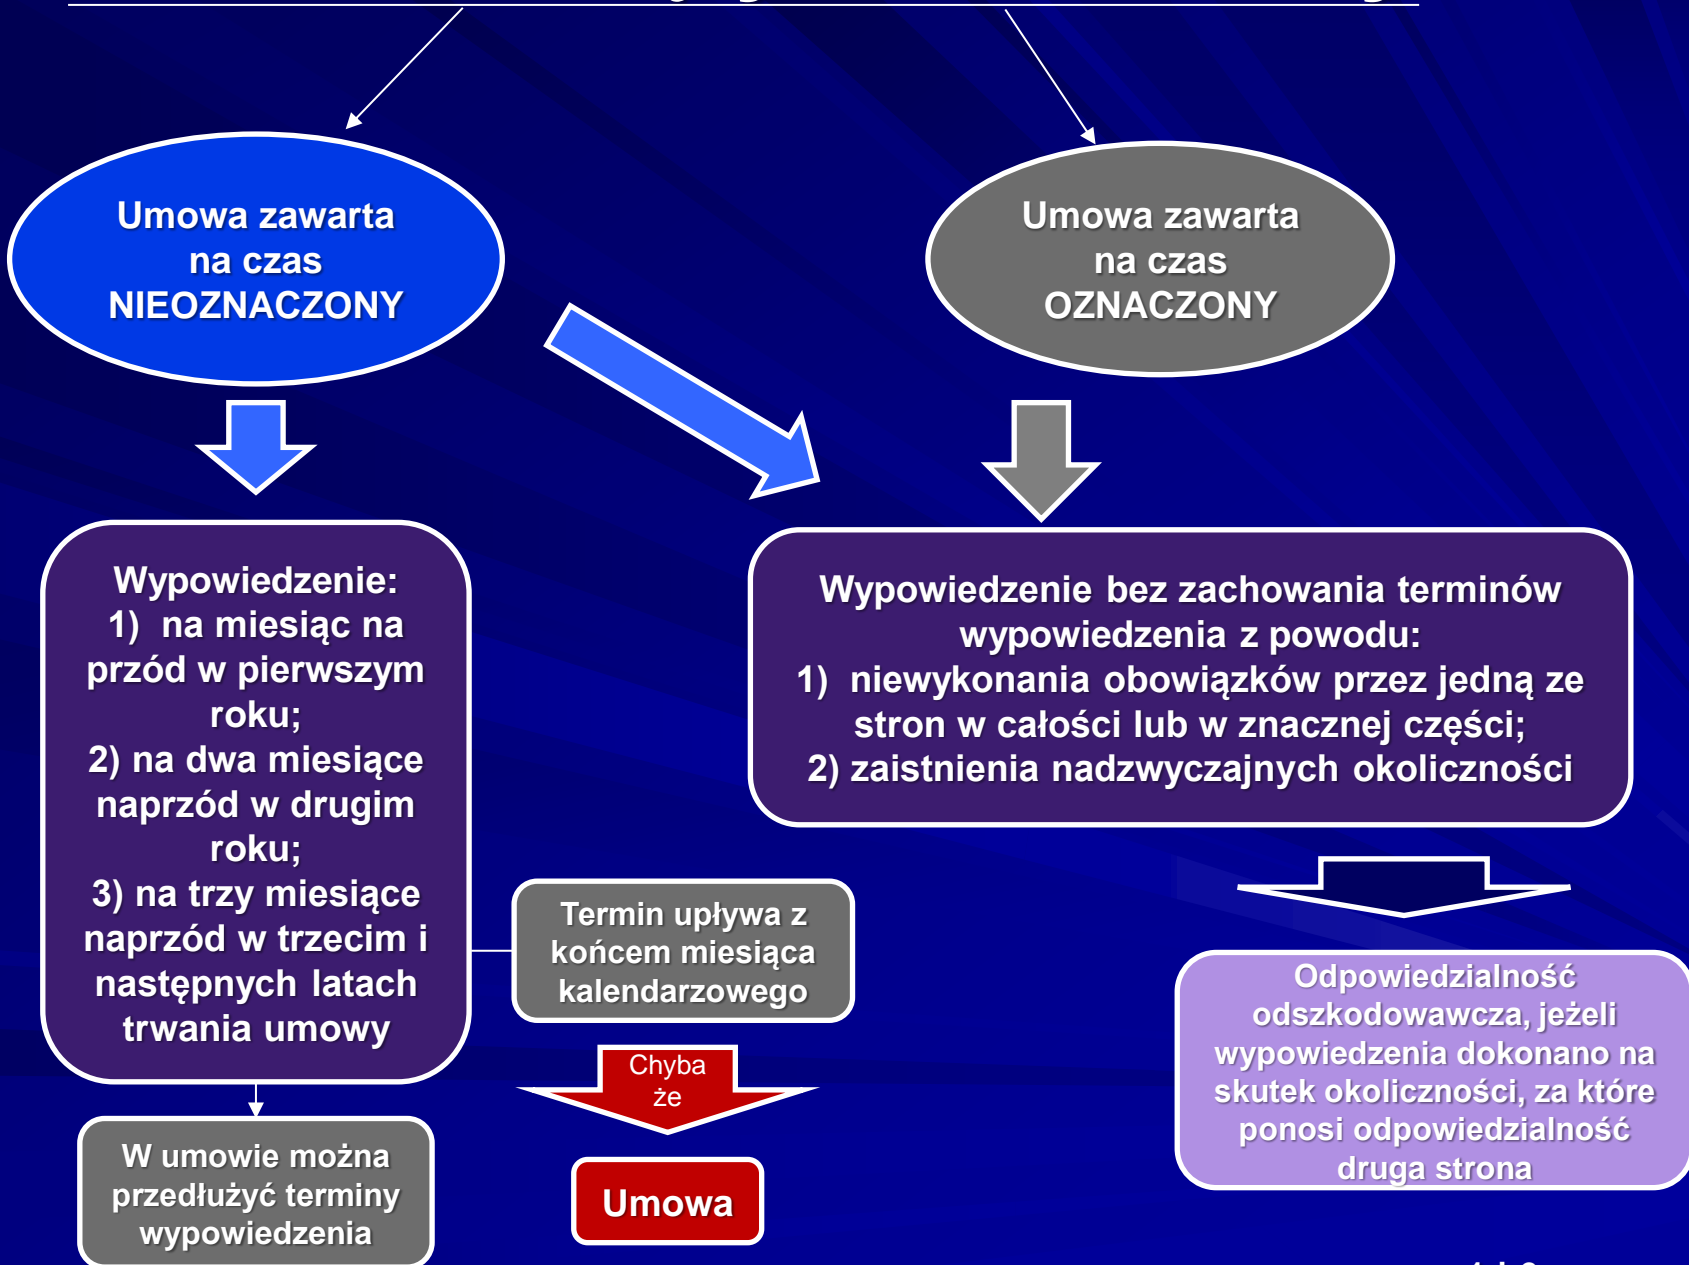 Umowa zawarta
na czas
NIEOZNACZONY
Umowa zawarta
na czas
OZNACZONY
Wypowiedzenie:
1) na miesiąc na
przód w pierwszym
roku;
2) na dwa miesiące
naprzód w drugim
roku;
3) na trzy miesiące
naprzód w trzecim i
następnych latach
trwania umowy
Wypowiedzenie bez zachowania terminów
wypowiedzenia z powodu:
1) niewykonania obowiązków przez jedną ze
stron w całości lub w znacznej części;
2) zaistnienia nadzwyczajnych okoliczności
Termin upływa z
końcem miesiąca
kalendarzowego
Chyba
że
Umowa
W umowie można
przedłużyć terminy
wypowiedzenia
Odpowiedzialność
odszkodowawcza, jeżeli
wypowiedzenia dokonano na
skutek okoliczności, za które
ponosi odpowiedzialność
druga strona